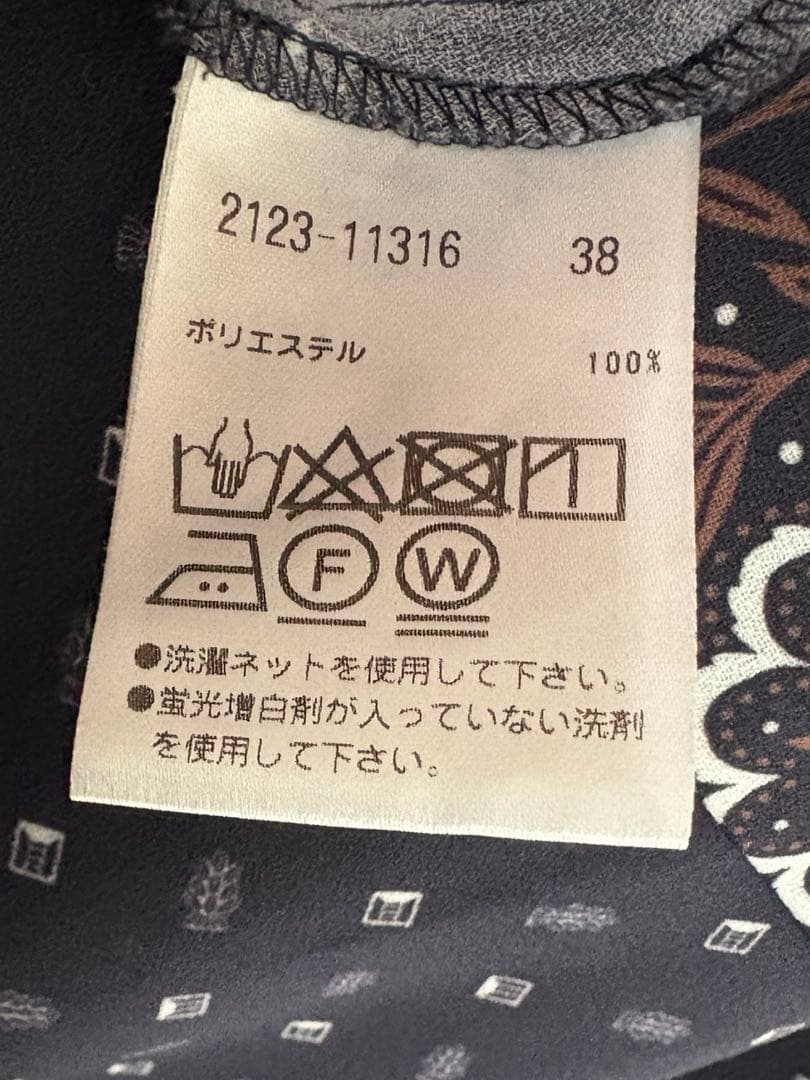 2123-11316 38
ポリエステル 100%
F W
●洗濯ネットを使用して下さい。
●蛍光増白剤が入っていない洗剤
を使用して下さい。